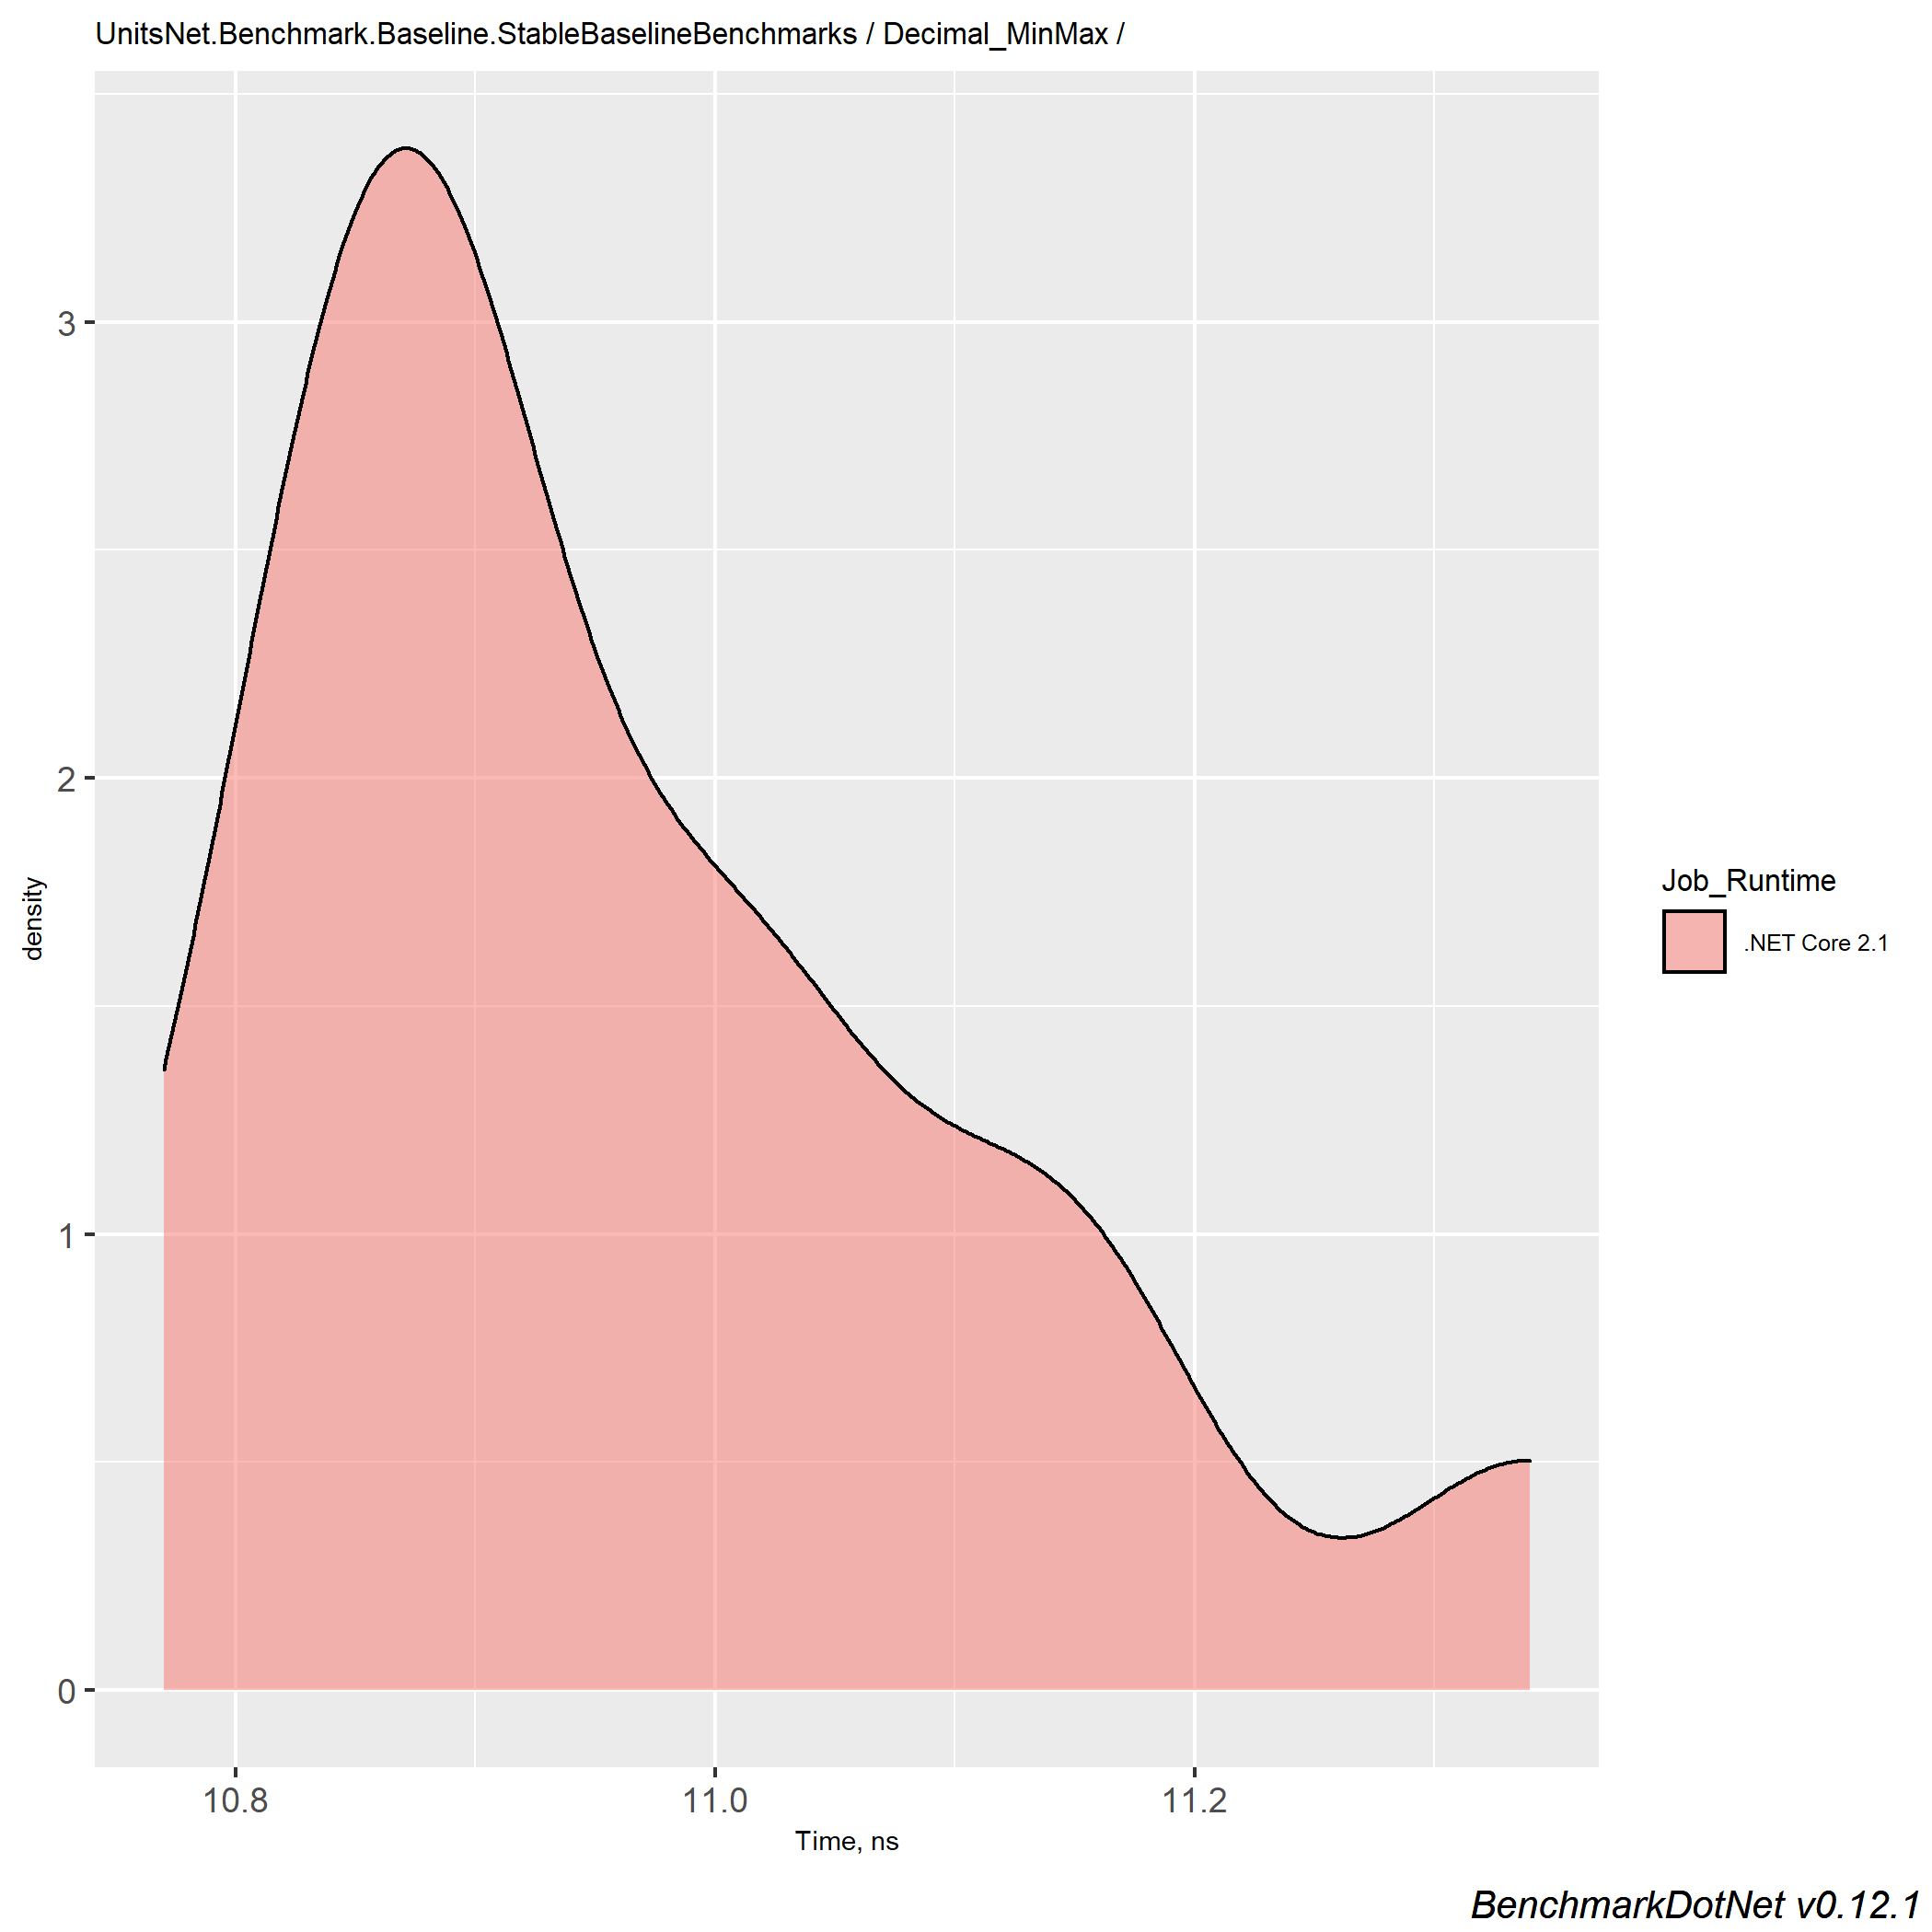 UnitsNet.Benchmark.Baseline.StableBaselineBenchmarks / Decimal_MinMax /
3
2
1
0
density
10.8 11.0 11.2
Time, ns
Job_Runtime
.NET Core 2.1
BenchmarkDotNet v0.12.1